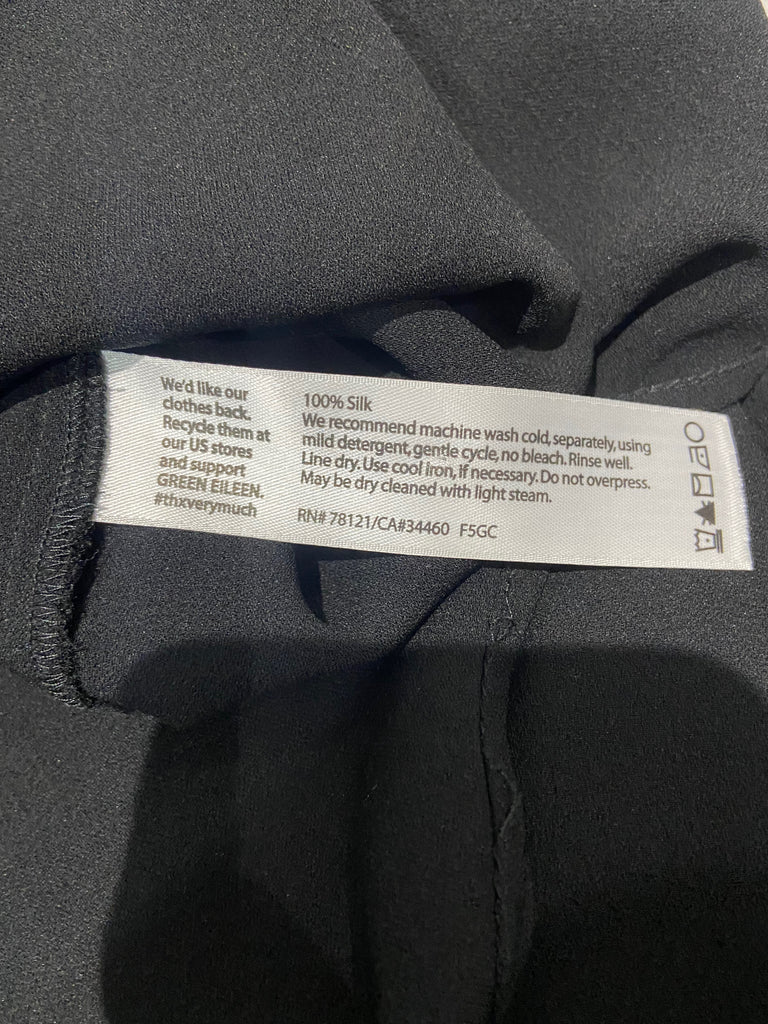 We'd like our
clothes back.
Recycle them at
our US stores
and support
GREEN EILEEN.
#thxverymuch
100% Silk
We recommend machine wash cold, separately, using
mild detergent, gentle cycle, no bleach. Rinse well.
Line dry. Use cool iron, if necessary. Do not overpress.
May be dry cleaned with light steam.
RN# 78121/CA#34460 F5GC